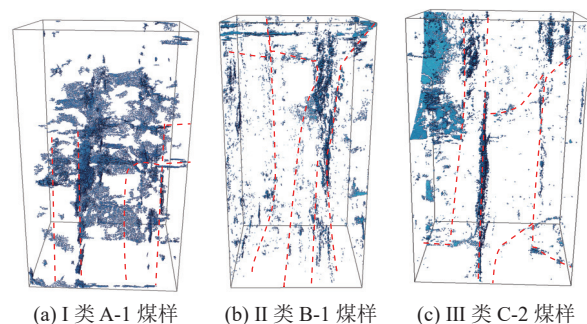 (a) I 类 A-1 煤样
(b) II 类 B-1 煤样
(c) III 类 C-2 煤样